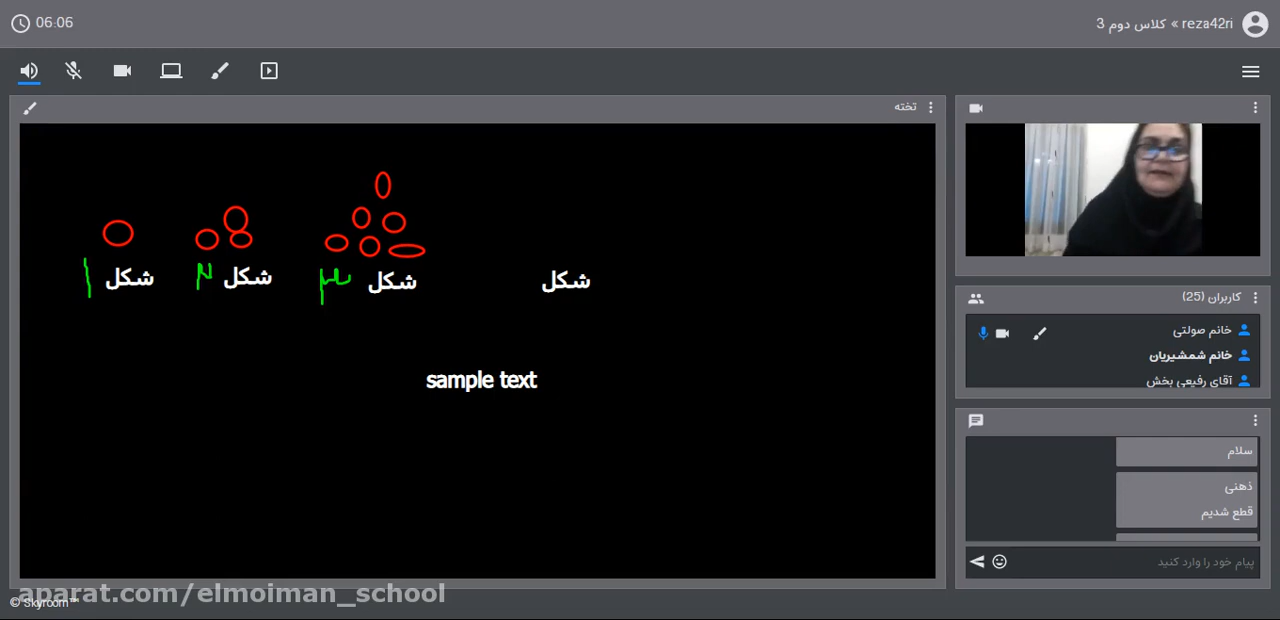 06:06
reza42ri » کلاس دوم 3
تخته
شکل ۱
شکل ۲
شکل ۳
شکل
sample text
کاربران (25)
خانم صولتی
خانم شمشیریان
آقای رفیعی بخش
سلام
ذهنی
قطع شدیم
پیام خود را وارد کنید
aparat.com/elmoiman_school
© Skyroom™